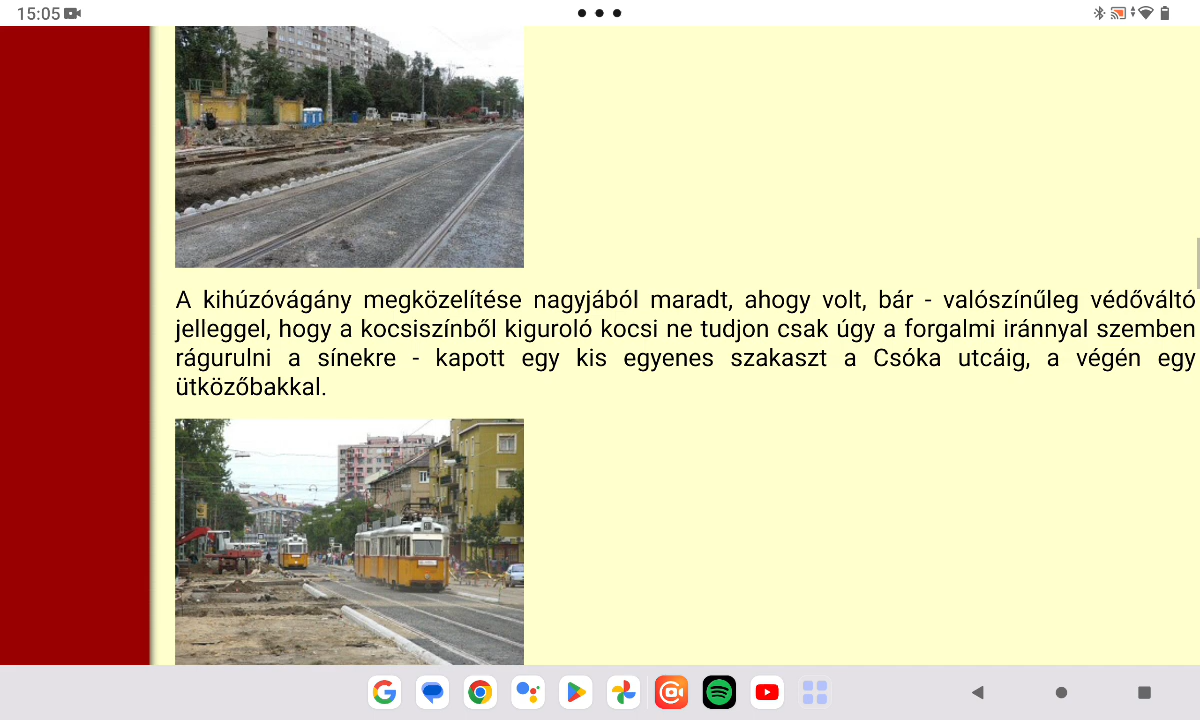 15:05
A kihúzóvágány megközelítése nagyjából maradt, ahogy volt, bár - valószínűleg védőváltó
jelleggel, hogy a kocsiszínből kiguroló kocsi ne tudjon csak úgy a forgalmi iránnyal szemben
rágurulni a sínekre - kapott egy kis egyenes szakaszt a Csóka utcáig, a végén egy
ütközőbakkal.